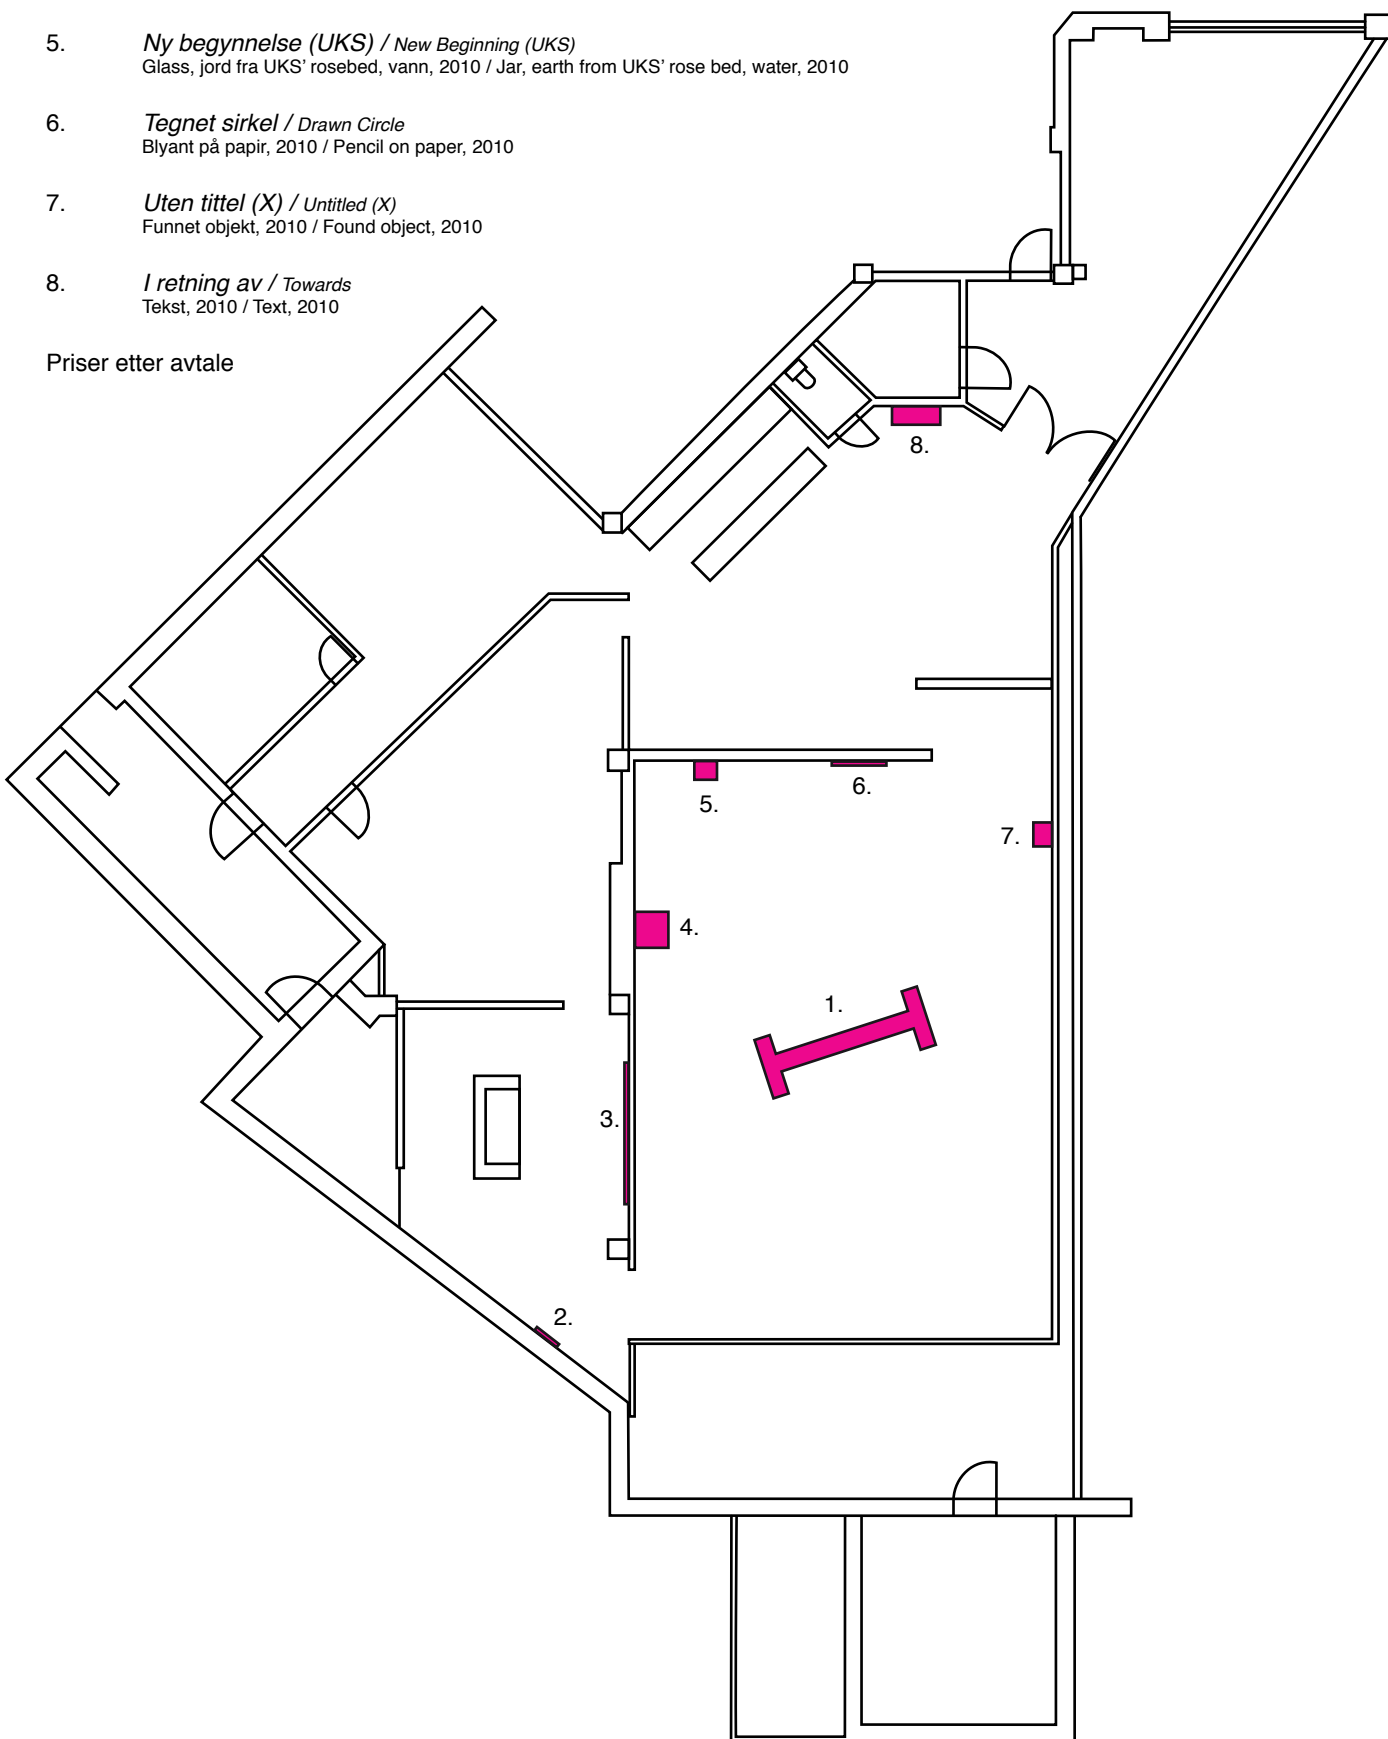 5. Ny begynnelse (UKS) / New Beginning (UKS)
Glass, jord fra UKS’ rosebed, vann, 2010 / Jar, earth from UKS’ rose bed, water, 2010
6. Tegnet sirkel / Drawn Circle
Blyant på papir, 2010 / Pencil on paper, 2010
7. Uten tittel (X) / Untitled (X)
Funnet objekt, 2010 / Found object, 2010
8. I retning av / Towards
Tekst, 2010 / Text, 2010
Priser etter avtale
8.
5.
6.
7.
4.
1.
3.
2.